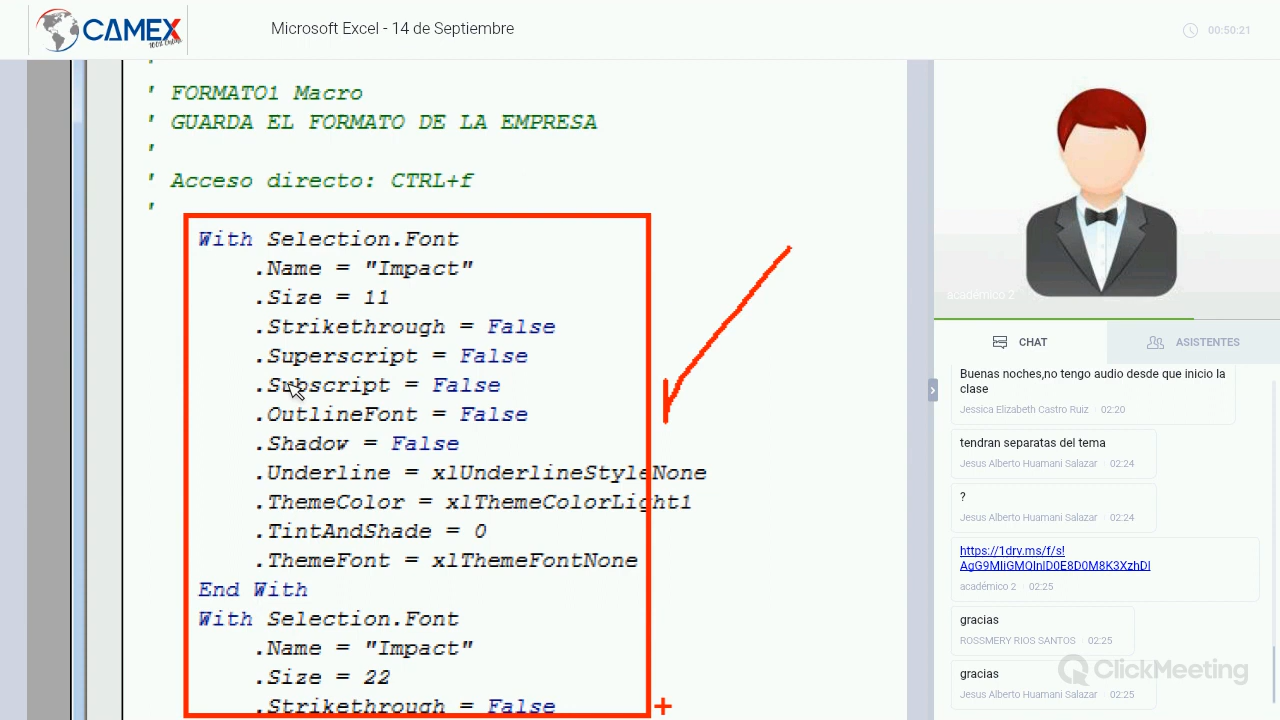 CAMEX
100% Online
Microsoft Excel - 14 de Septiembre
00:50:21
'
' FORMATO1 Macro
' GUARDA EL FORMATO DE LA EMPRESA
'
' Acceso directo: CTRL+f
'
With Selection.Font
.Name = "Impact"
.Size = 11
.Strikethrough = False
.Superscript = False
.Subscript = False
.OutlineFont = False
.Shadow = False
.Underline = xlUnderlineStyleNone
.ThemeColor = xlThemeColorLight1
.TintAndShade = 0
.ThemeFont = xlThemeFontNone
End With
With Selection.Font
.Name = "Impact"
.Size = 22
.Strikethrough = False
académico 2
CHAT
ASISTENTES
Buenas noches,no tengo audio desde que inicio la
clase
Jessica Elizabeth Castro Ruiz 02:20
tendran separatas del tema
Jesus Alberto Huamani Salazar 02:24
?
Jesus Alberto Huamani Salazar 02:24
https://1drv.ms/f/s!
académico 2 02:25
gracias
ROSSMERY RIOS SANTOS 02:25
gracias
Jesus Alberto Huamani Salazar 02:25
ClickMeeting